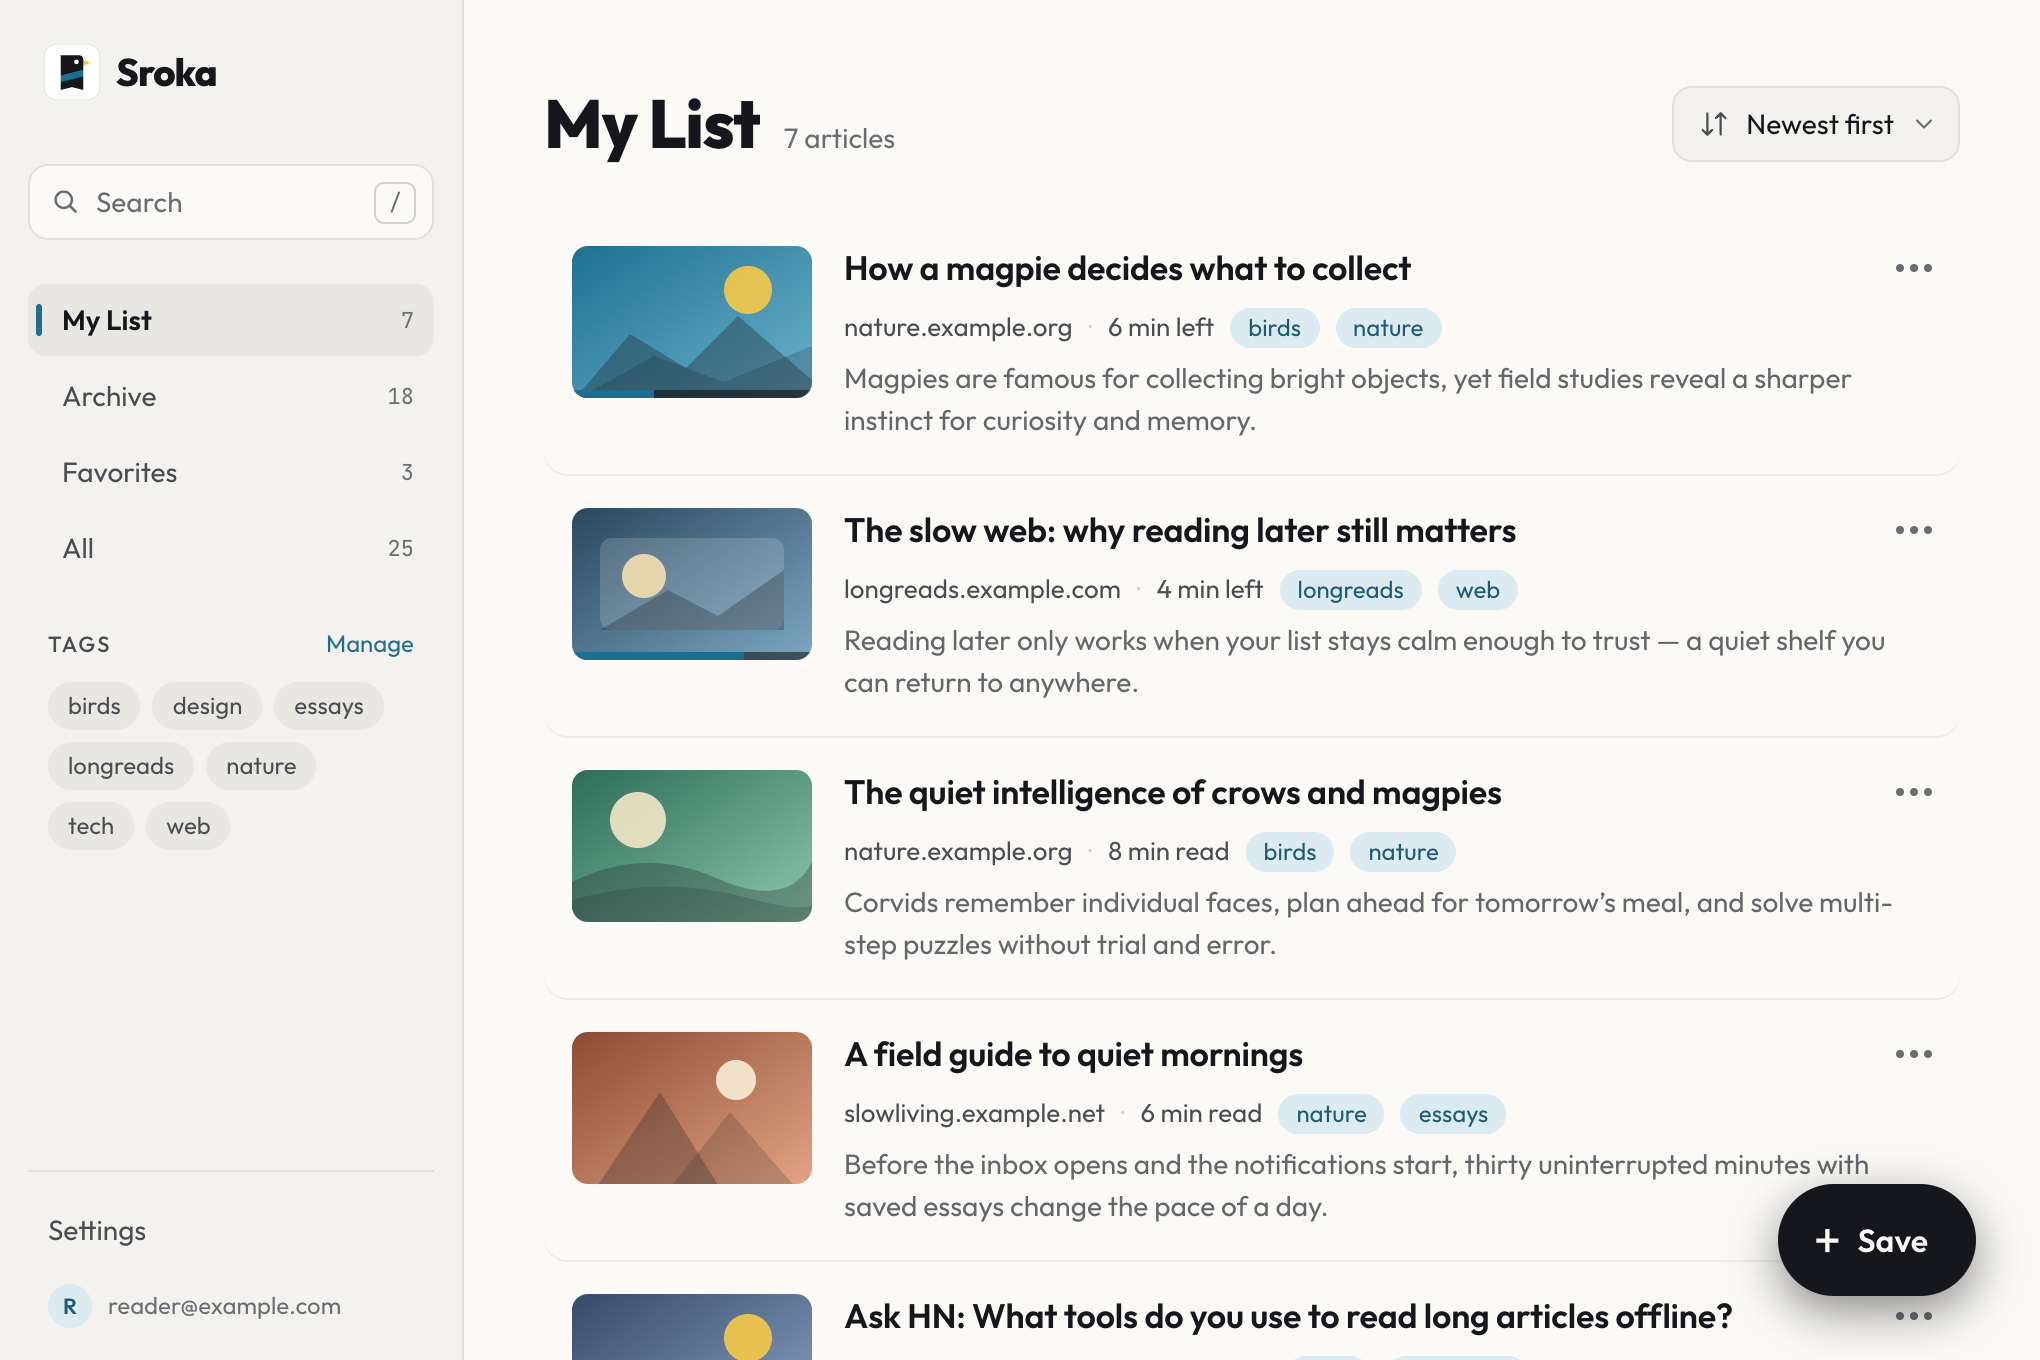 Sroka
Search
/
My List 7
Archive 18
Favorites 3
All 25
TAGS Manage
birds design essays
longreads nature
tech web
Settings
R reader@example.com
My List 7 articles
Newest first
How a magpie decides what to collect
nature.example.org · 6 min left birds nature
Magpies are famous for collecting bright objects, yet field studies reveal a sharper
instinct for curiosity and memory.
The slow web: why reading later still matters
longreads.example.com · 4 min left longreads web
Reading later only works when your list stays calm enough to trust — a quiet shelf you
can return to anywhere.
The quiet intelligence of crows and magpies
nature.example.org · 8 min read birds nature
Corvids remember individual faces, plan ahead for tomorrow’s meal, and solve multi-
step puzzles without trial and error.
A field guide to quiet mornings
slowliving.example.net · 6 min read nature essays
Before the inbox opens and the notifications start, thirty uninterrupted minutes with
saved essays change the pace of a day.
+ Save
Ask HN: What tools do you use to read long articles offline?